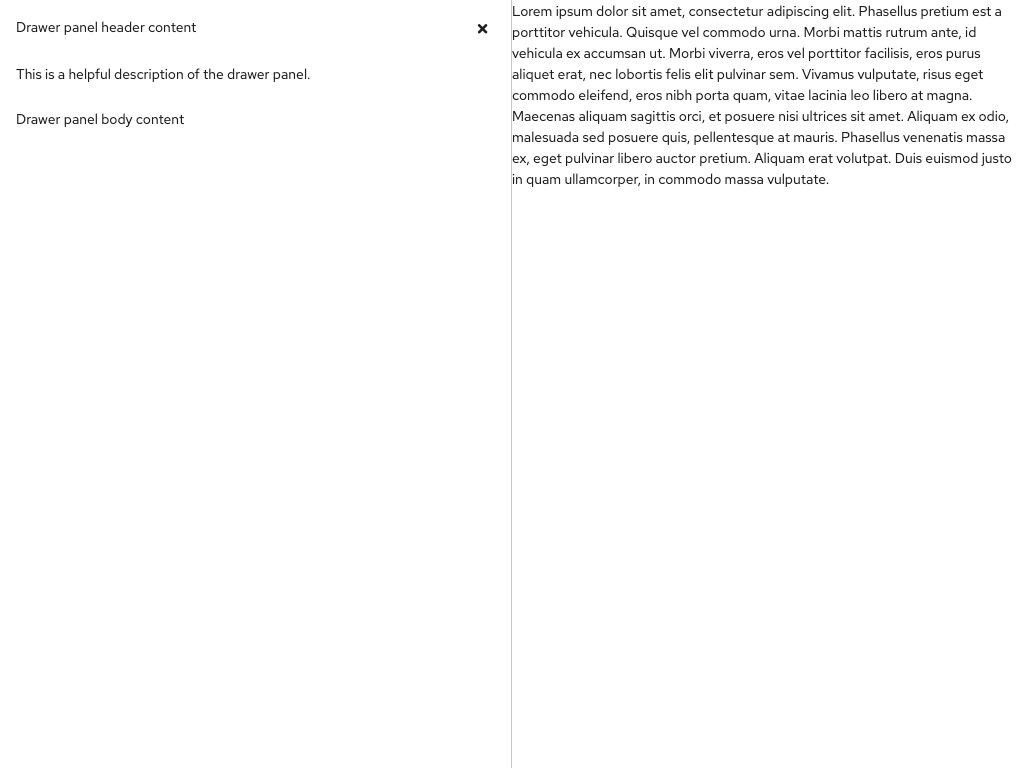 Drawer panel header content
This is a helpful description of the drawer panel.
Drawer panel body content
Lorem ipsum dolor sit amet, consectetur adipiscing elit. Phasellus pretium est a
porttitor vehicula. Quisque vel commodo urna. Morbi mattis rutrum ante, id
vehicula ex accumsan ut. Morbi viverra, eros vel porttitor facilisis, eros purus
aliquet erat, nec lobortis felis elit pulvinar sem. Vivamus vulputate, risus eget
commodo eleifend, eros nibh porta quam, vitae lacinia leo libero at magna.
Maecenas aliquam sagittis orci, et posuere nisi ultrices sit amet. Aliquam ex odio,
malesuada sed posuere quis, pellentesque at mauris. Phasellus venenatis massa
ex, eget pulvinar libero auctor pretium. Aliquam erat volutpat. Duis euismod justo
in quam ullamcorper, in commodo massa vulputate.